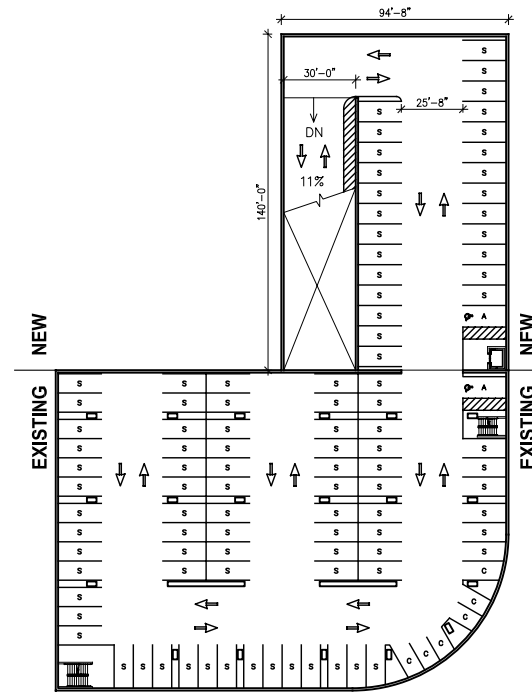 94'-8"
S
30'-0" S
S
25'-8"
S S
DN S S
S S
S S
11%
S S
140'-0"
S S
S S
S S
S S
S S
S A
NEW NEW
S
S
S S S S S A
S S S S S
EXISTING EXISTING
S S S S S
S S S S S S
S S S S S S
S S S S S S
S S S S S S
S S S S S S
S S S S S S
S S S S S C
S C
S C
S C
S S S S S S S S S S S S S C C C